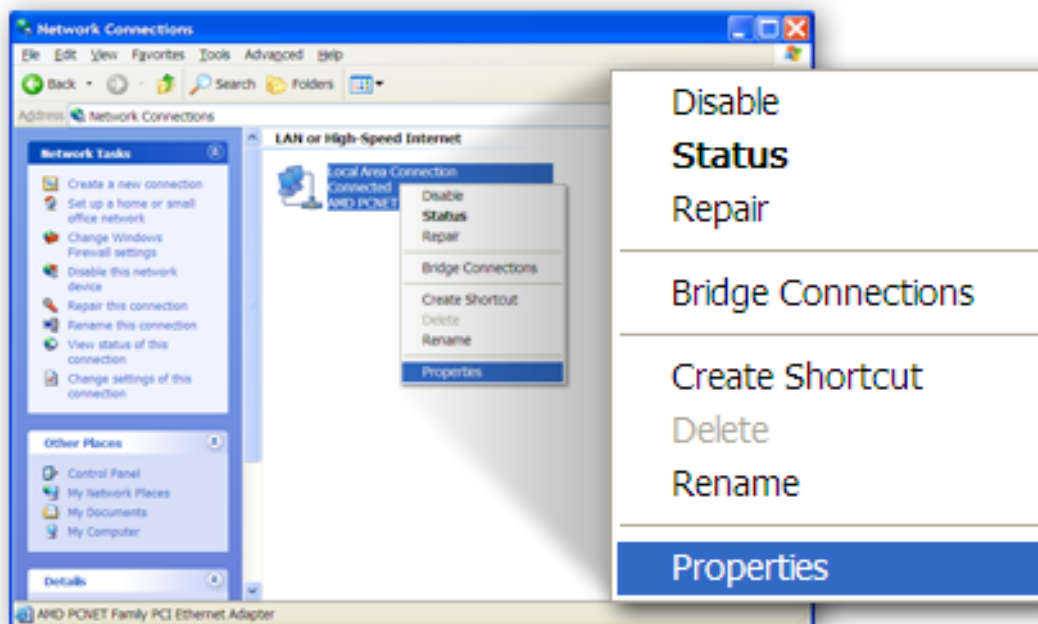 Network Connections
File Edit View Favorites Tools Advanced Help
Back Search Folders
Address Network Connections
Network Tasks
Create a new connection
Set up a home or small
office network
Change Windows
Firewall settings
Disable this network
device
Repair this connection
Rename this connection
View status of this
connection
Change settings of this
connection
Other Places
Control Panel
My Network Places
My Documents
My Computer
Details
LAN or High-Speed Internet
Local Area Connection
Connected
AMD PCNET
Disable
Status
Repair
Bridge Connections
Create Shortcut
Delete
Rename
Properties
AMD PCNET Family PCI Ethernet Adapter
Disable
Status
Repair
Bridge Connections
Create Shortcut
Delete
Rename
Properties